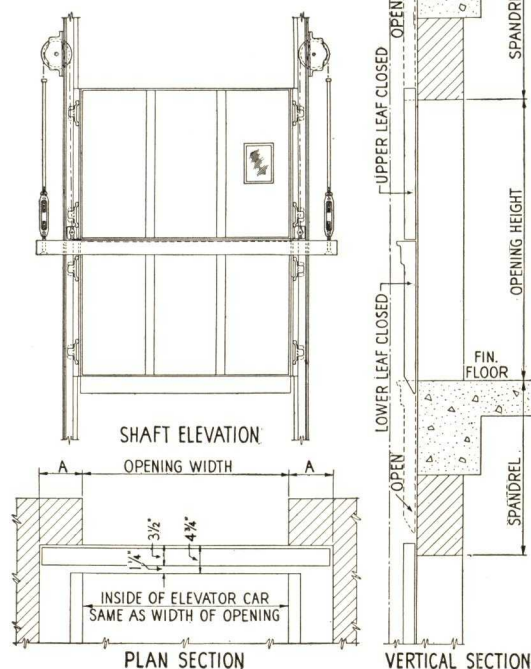 SHAFT ELEVATION
A
OPENING WIDTH
A
3½"
4¾"
1¼"
INSIDE OF ELEVATOR CAR
SAME AS WIDTH OF OPENING
PLAN SECTION
OPEN
UPPER LEAF CLOSED
LOWER LEAF CLOSED
OPEN
OPENING HEIGHT
FIN.
FLOOR
SPANDREL
VERTICAL SECTION